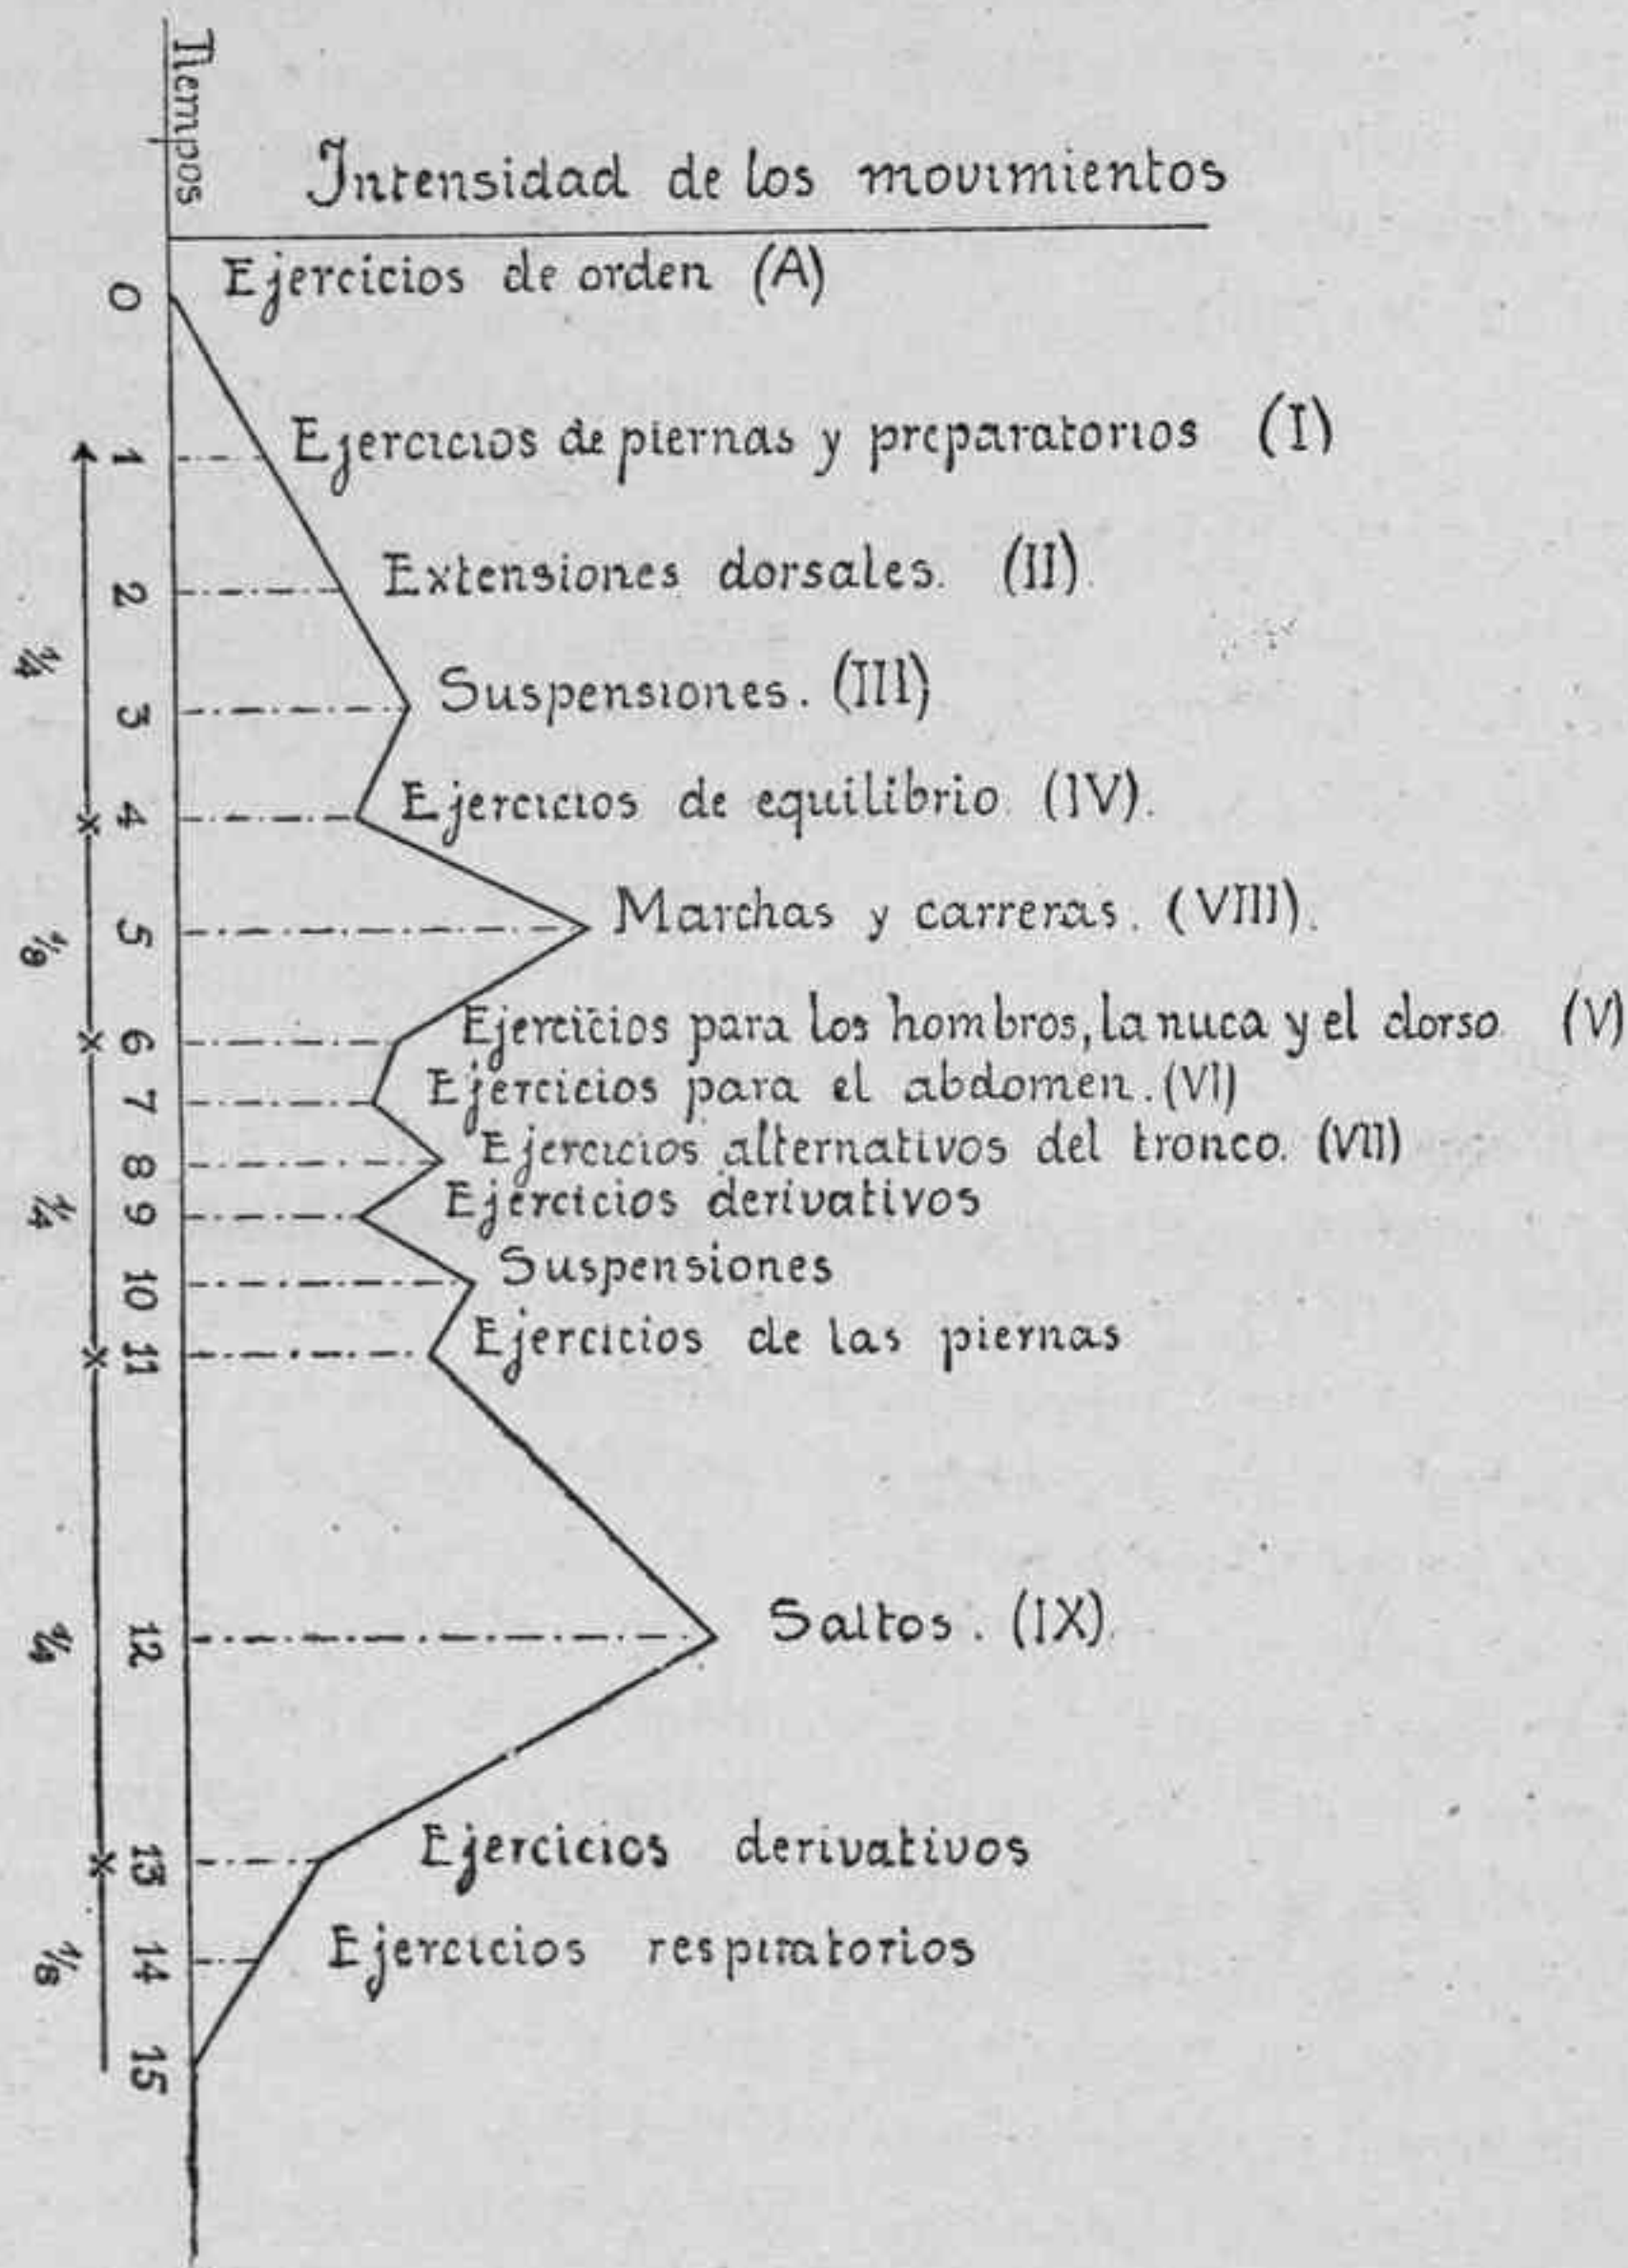 Tiempos
Intensidad de los movimientos
0 Ejercicios de orden (A)
1 Ejercicios de piernas y preparatorios (I)
2 Extensiones dorsales. (II).
1/4
3 Suspensiones. (III)
4 Ejercicios de equilibrio. (IV).
5 Marchas y carreras. (VIII).
1/8
6 Ejercicios para los hombros, la nuca y el dorso (V)
7 Ejercicios para el abdomen. (VI)
8 Ejercicios alternativos del tronco. (VII)
9 Ejercicios derivativos
1/4
10 Suspensiones
11 Ejercicios de las piernas
12 Saltos. (IX).
1/4
13 Ejercicios derivativos
14 Ejercicios respiratorios
1/8
15